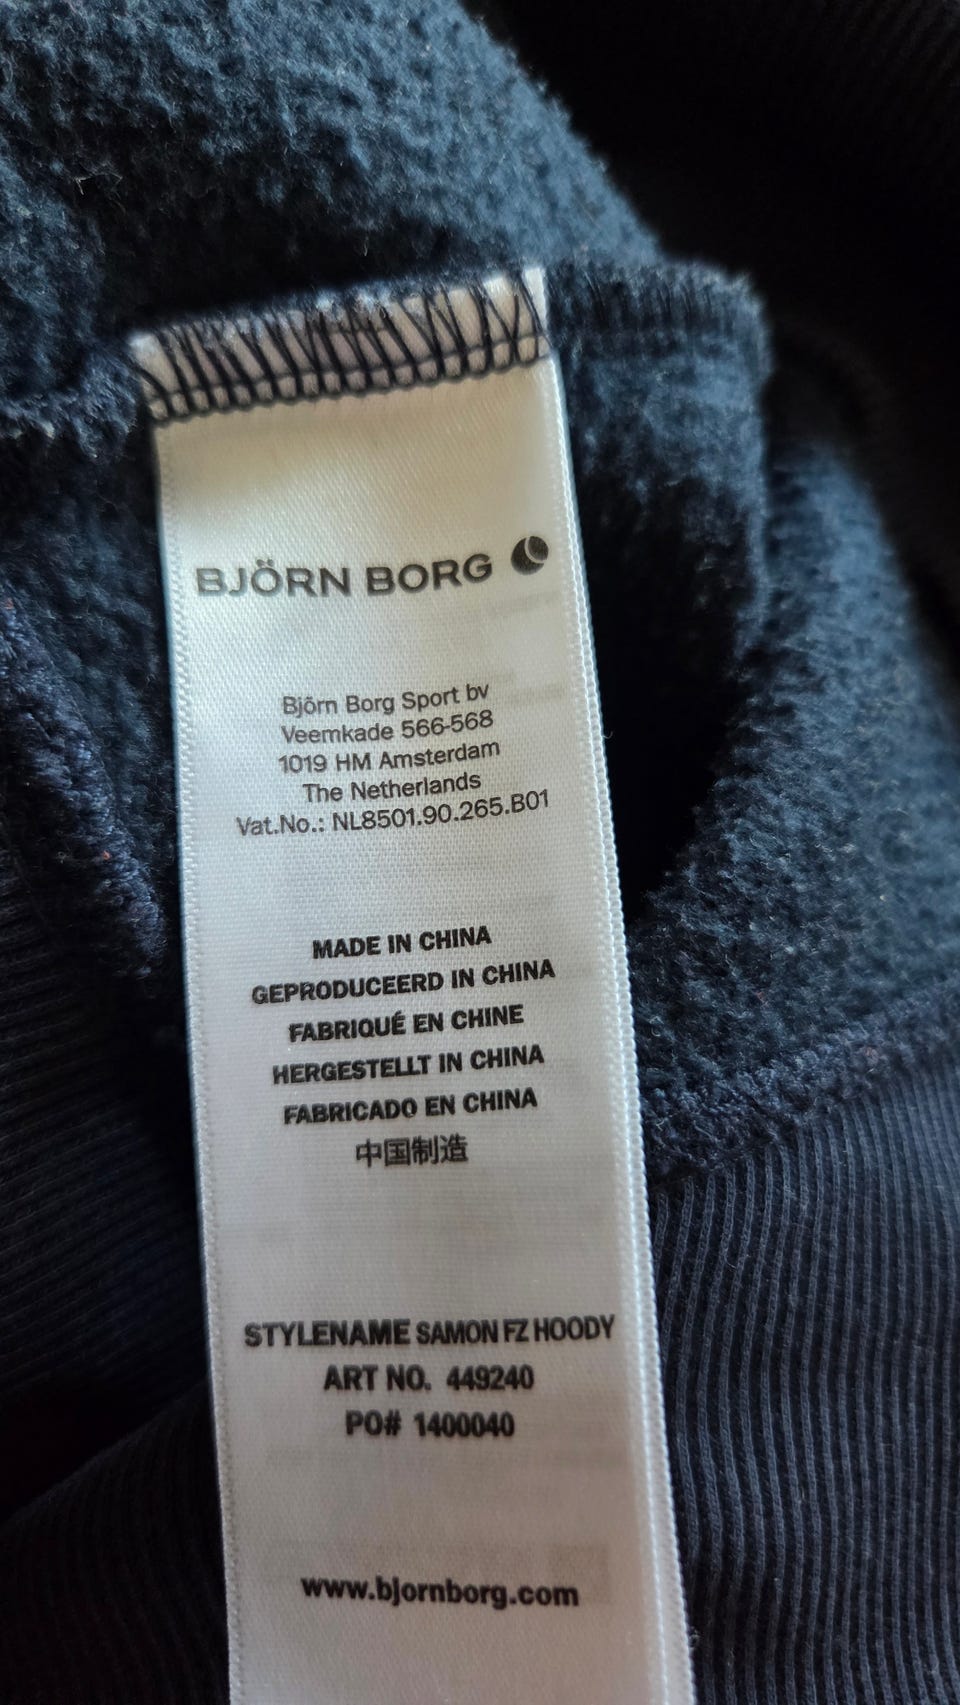 BJÖRN BORG
Björn Borg Sport bv
Veemkade 566-568
1019 HM Amsterdam
The Netherlands
Vat.No.: NL8501.90.265.B01
MADE IN CHINA
GEPRODUCEERD IN CHINA
FABRIQUÉ EN CHINE
HERGESTELLT IN CHINA
FABRICADO EN CHINA
中国制造
STYLENAME SAMON FZ HOODY
ART NO. 449240
PO# 1400040
www.bjornborg.com